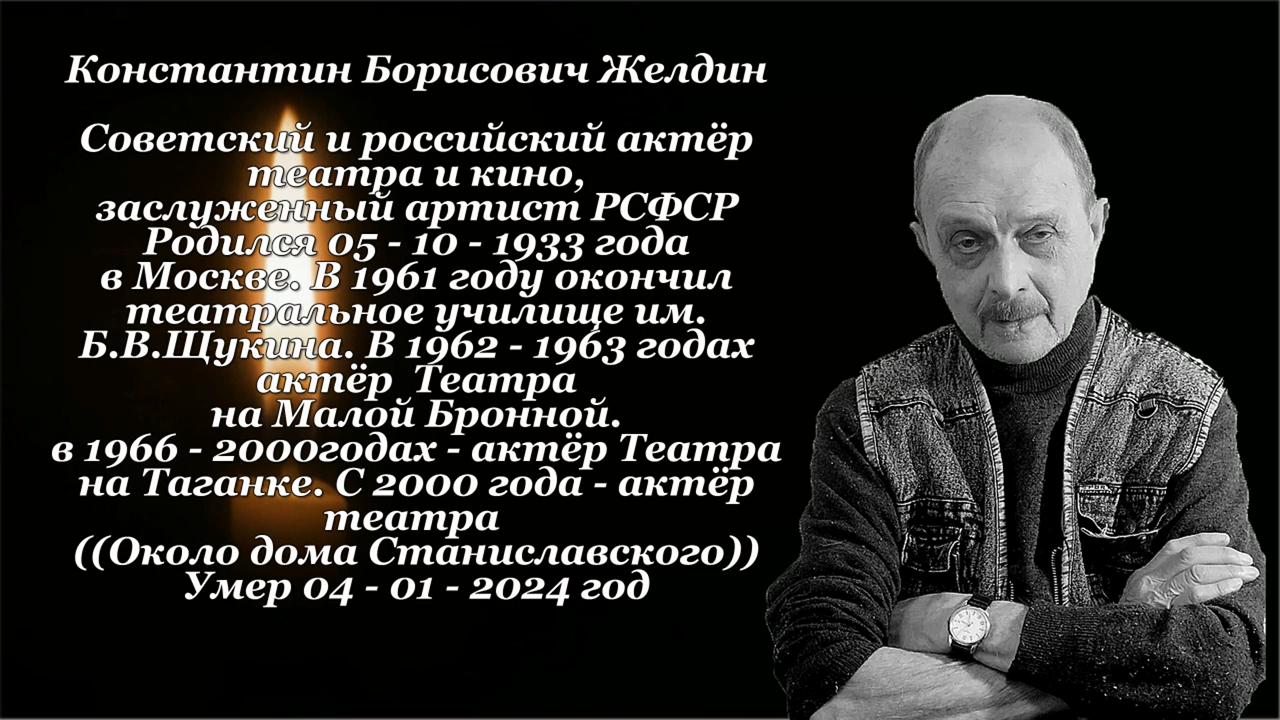 Константин Борисович Желдин
Советский и российский актёр
театра и кино,
заслуженный артист РСФСР
Родился 05 - 10 - 1933 года
в Москве. В 1961 году окончил
театральное училище им.
Б.В.Щукина. В 1962 - 1963 годах
актёр  Театра
на Малой Бронной.
в 1966 - 2000годах - актёр Театра
на Таганке. С 2000 года - актёр
театра
((Около дома Станиславского))
Умер 04 - 01 - 2024 год